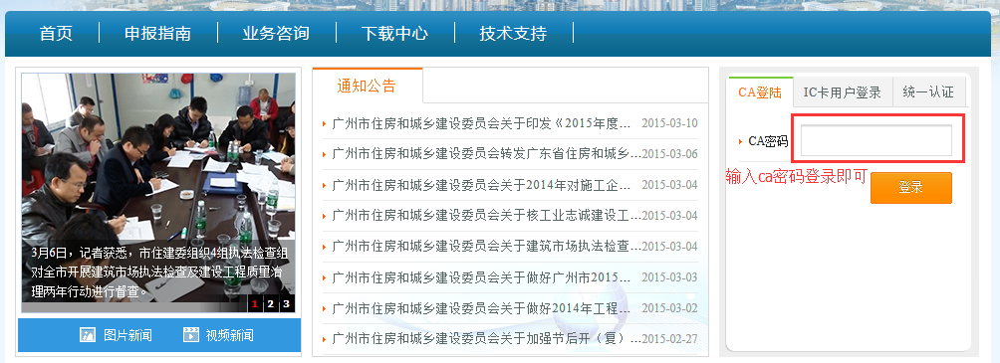 首页
申报指南
业务咨询
下载中心
技术支持
3月6日，记者获悉，市住建委组织4组执法检查组
对全市开展建筑市场执法检查及建设工程质量治
理两年行动进行督查。
1 2 3
图片新闻
视频新闻
通知公告
广州市住房和城乡建设委员会关于印发《2015年度... 2015-03-10
广州市住房和城乡建设委员会转发广东省住房和城乡... 2015-03-06
广州市住房和城乡建设委员会关于2014年对施工企... 2015-03-04
广州市住房和城乡建设委员会关于核工业志诚建设工... 2015-03-04
广州市住房和城乡建设委员会关于建筑市场执法检查... 2015-03-04
广州市住房和城乡建设委员会关于做好广州市2015... 2015-03-03
广州市住房和城乡建设委员会关于做好2014年工程... 2015-03-02
广州市住房和城乡建设委员会关于加强节后开（复）... 2015-02-27
CA登陆
IC卡用户登录
统一认证
CA密码
输入ca密码登录即可
登录